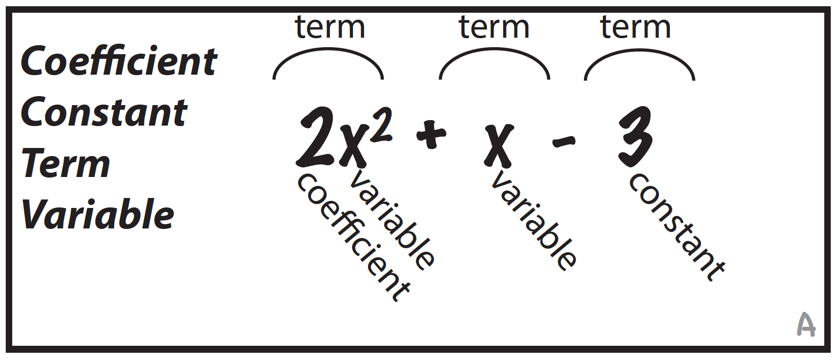 Coefficient
Constant
Term
Variable
term term term
2x² + x - 3
coefficient
variable
variable
constant
A